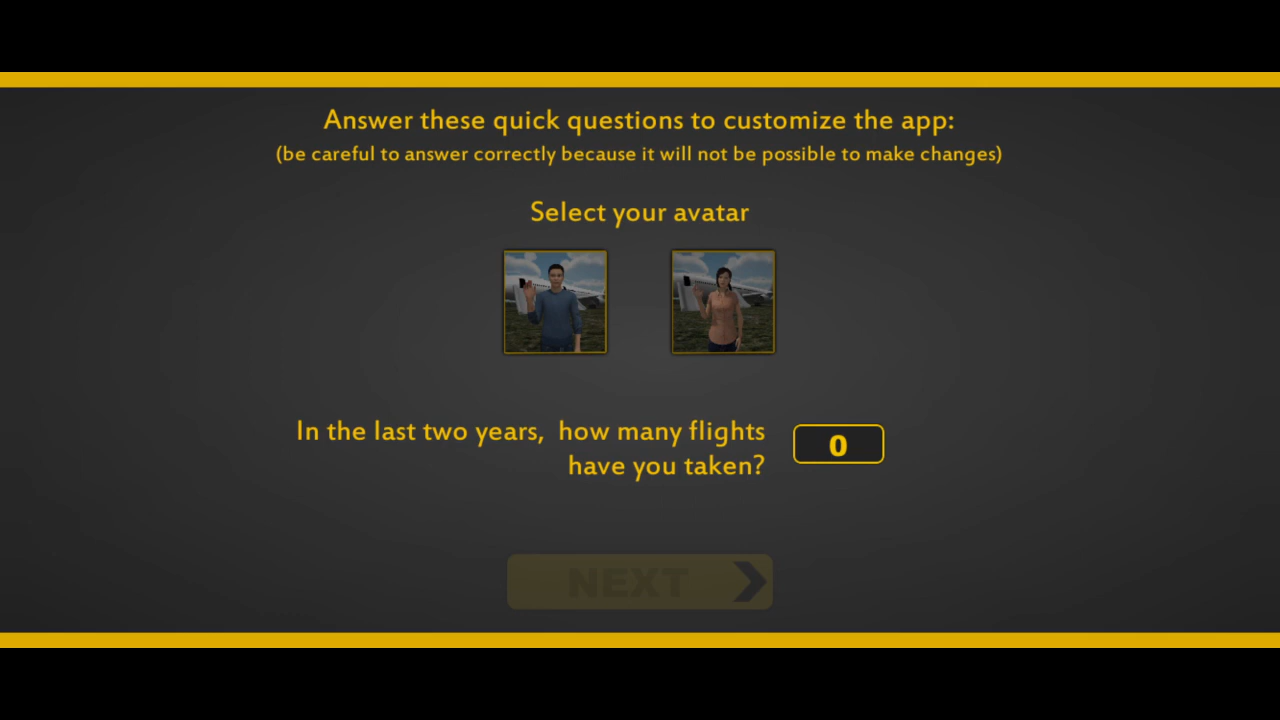 Answer these quick questions to customize the app:
(be careful to answer correctly because it will not be possible to make changes)
Select your avatar
In the last two years, how many flights
have you taken?
0
NEXT